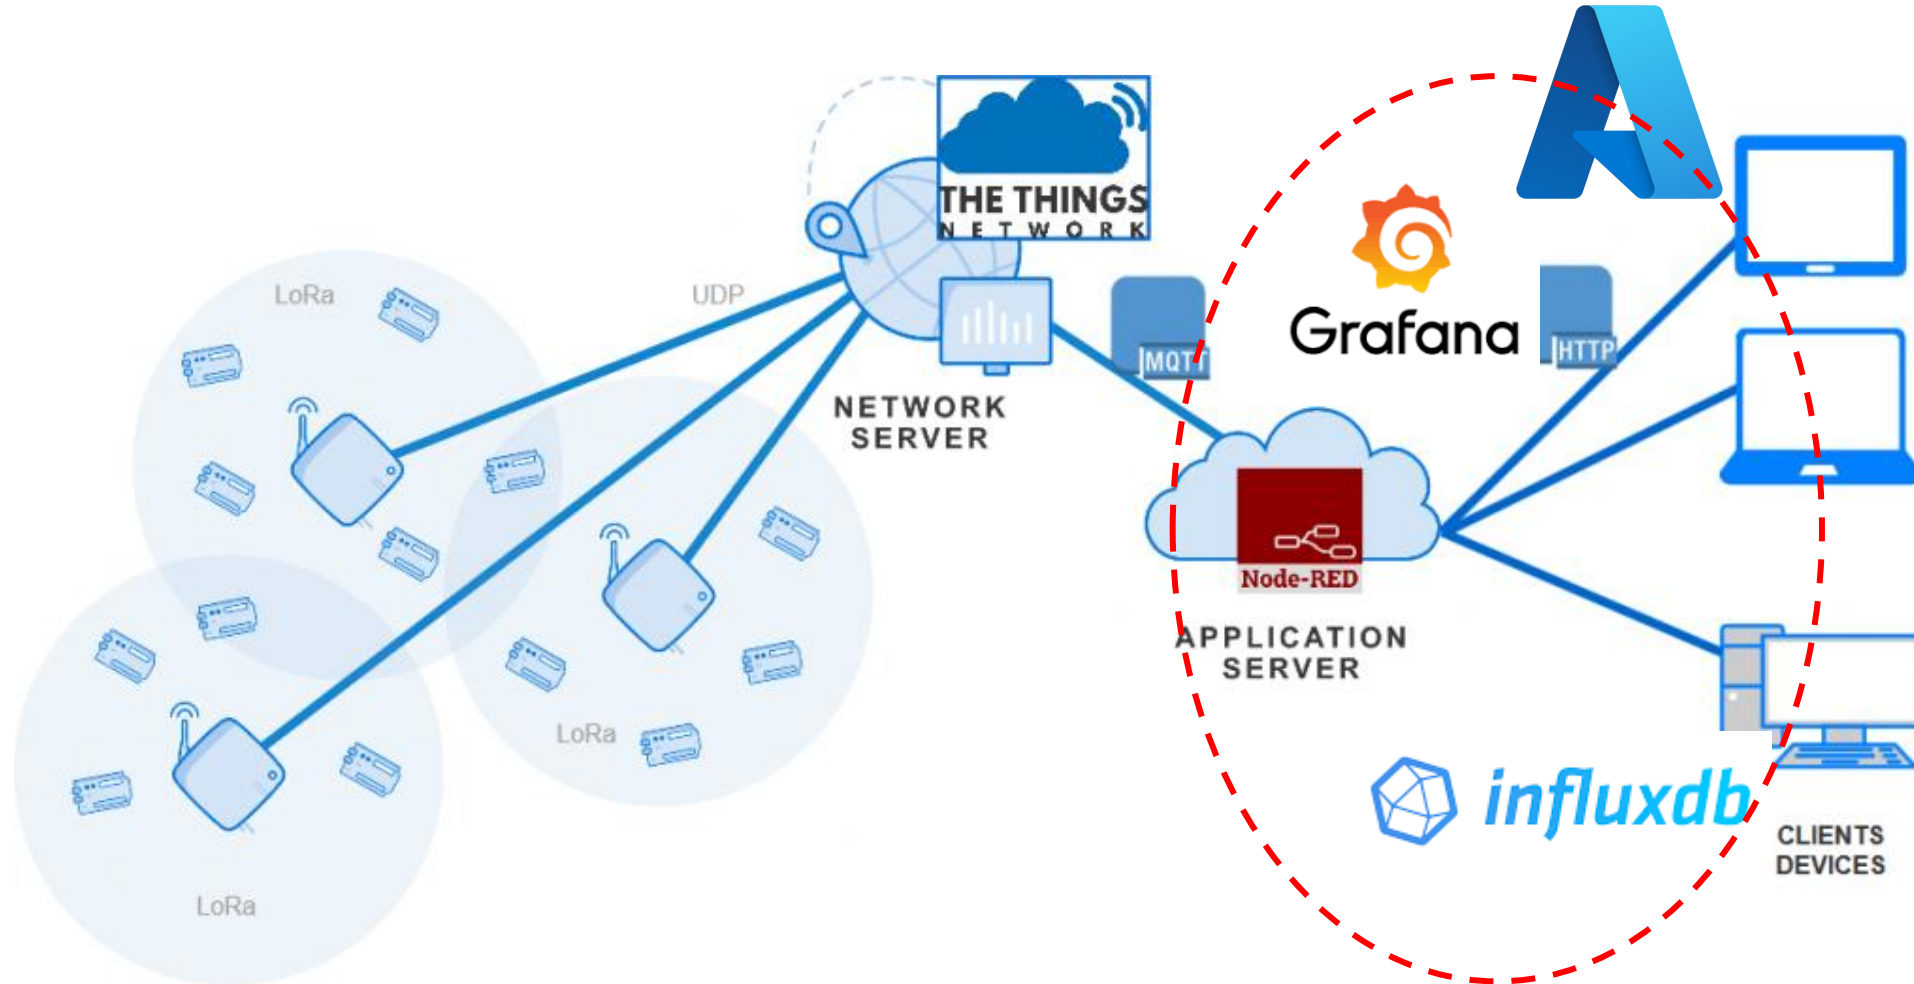 THE THINGS
NETWORK
LoRa
UDP
MQTT
Grafana
HTTP
NETWORK
SERVER
Node-RED
APPLICATION
SERVER
LoRa
influxdb
CLIENTS
DEVICES
LoRa